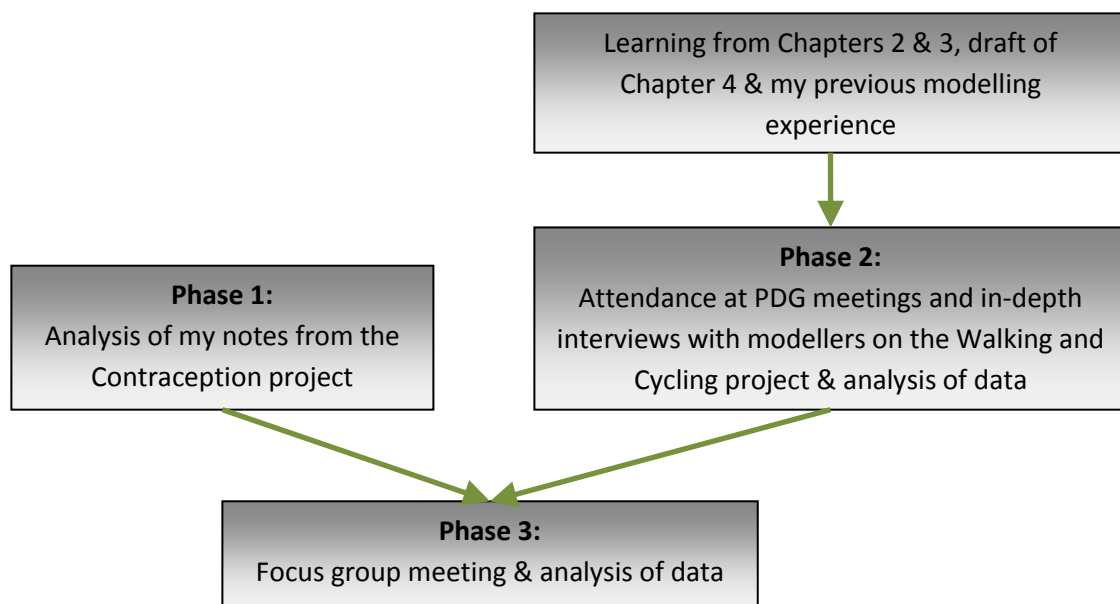 Learning from Chapters 2 & 3, draft of
Chapter 4 & my previous modelling
experience
Phase 1:
Analysis of my notes from the
Contraception project
Phase 2:
Attendance at PDG meetings and in-depth
interviews with modellers on the Walking and
Cycling project & analysis of data
Phase 3:
Focus group meeting & analysis of data